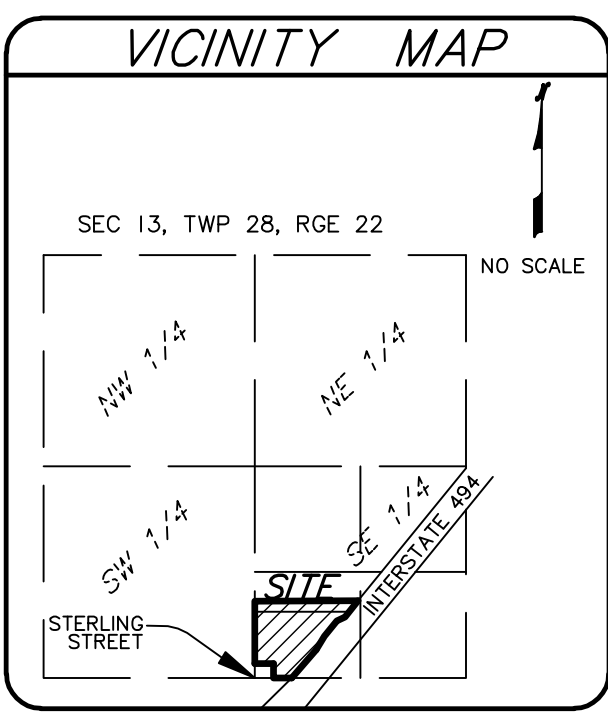 VICINITY MAP
SEC 13, TWP 28, RGE 22
NO SCALE
NW 1/4
NE 1/4
SW 1/4
SE 1/4
INTERSTATE 494
SITE
STERLING
STREET